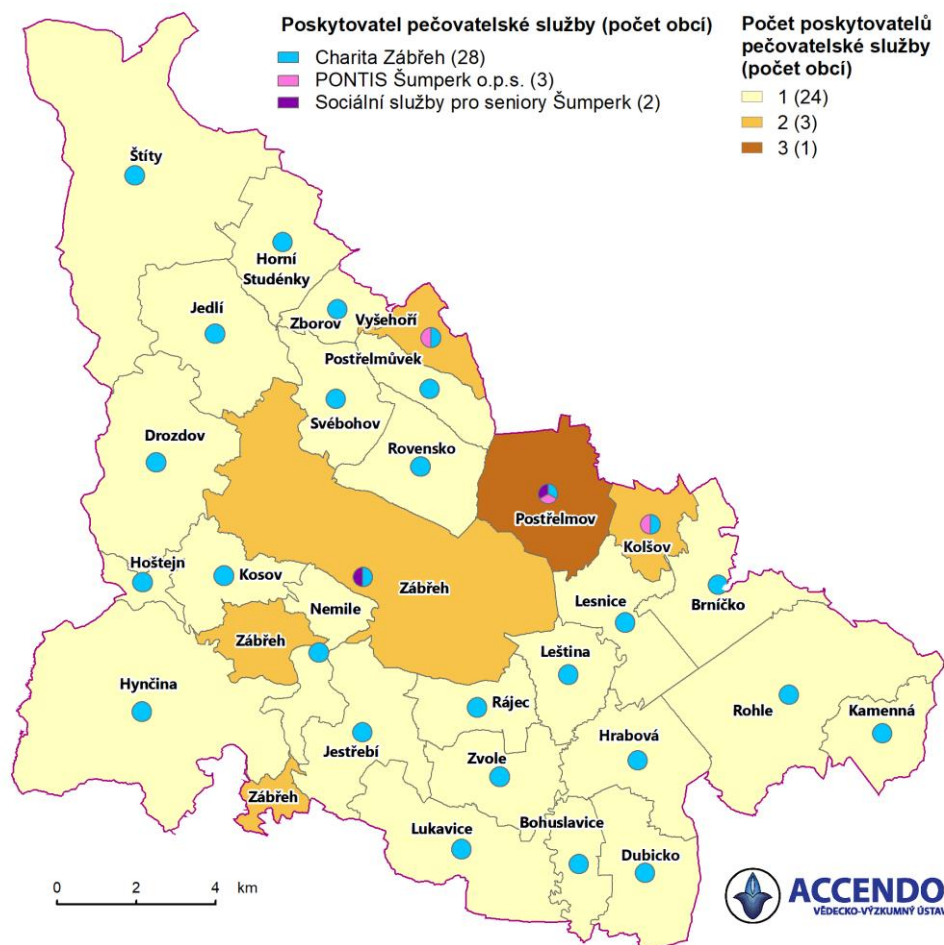 Poskytovatel pečovatelské služby (počet obcí)
Charita Zábřeh (28)
PONTIS Šumperk o.p.s. (3)
Sociální služby pro seniory Šumperk (2)
Počet poskytovatelů
pečovatelské služby
(počet obcí)
1 (24)
2 (3)
3 (1)
Štíty
Horní
Studénky
Jedlí
Zborov
Vyšehoří
Postřelmůvek
Svébohov
Drozdov
Rovensko
Postřelmov
Kolšov
Hoštejn
Kosov
Zábřeh
Nemile
Lesnice
Brníčko
Zábřeh
Leština
Hynčina
Rájec
Rohle
Kamenná
Jestřebí
Zvole
Hrabová
Zábřeh
Lukavice
Bohuslavice
Dubicko
0 2 4 km
ACCENDO
VĚDECKO-VÝZKUMNÝ ÚSTAV